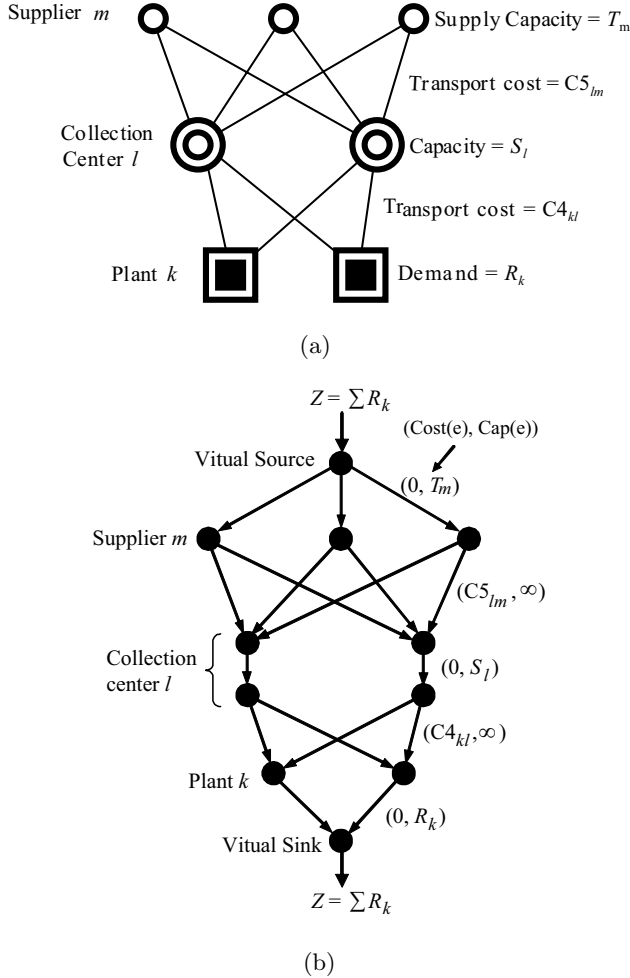 Supplier m
Supply Capacity = Tm
Transport cost = C5lm
Collection
Center l
Capacity = Sl
Transport cost = C4kl
Plant k
Demand = Rk
(a)
Z = ∑ Rk
(Cost(e), Cap(e))
Vitual Source
(0, Tm)
Supplier m
(C5lm, ∞)
Collection
center l
(0, Sl)
(C4kl,∞)
Plant k
(0, Rk)
Vitual Sink
Z = ∑ Rk
(b)